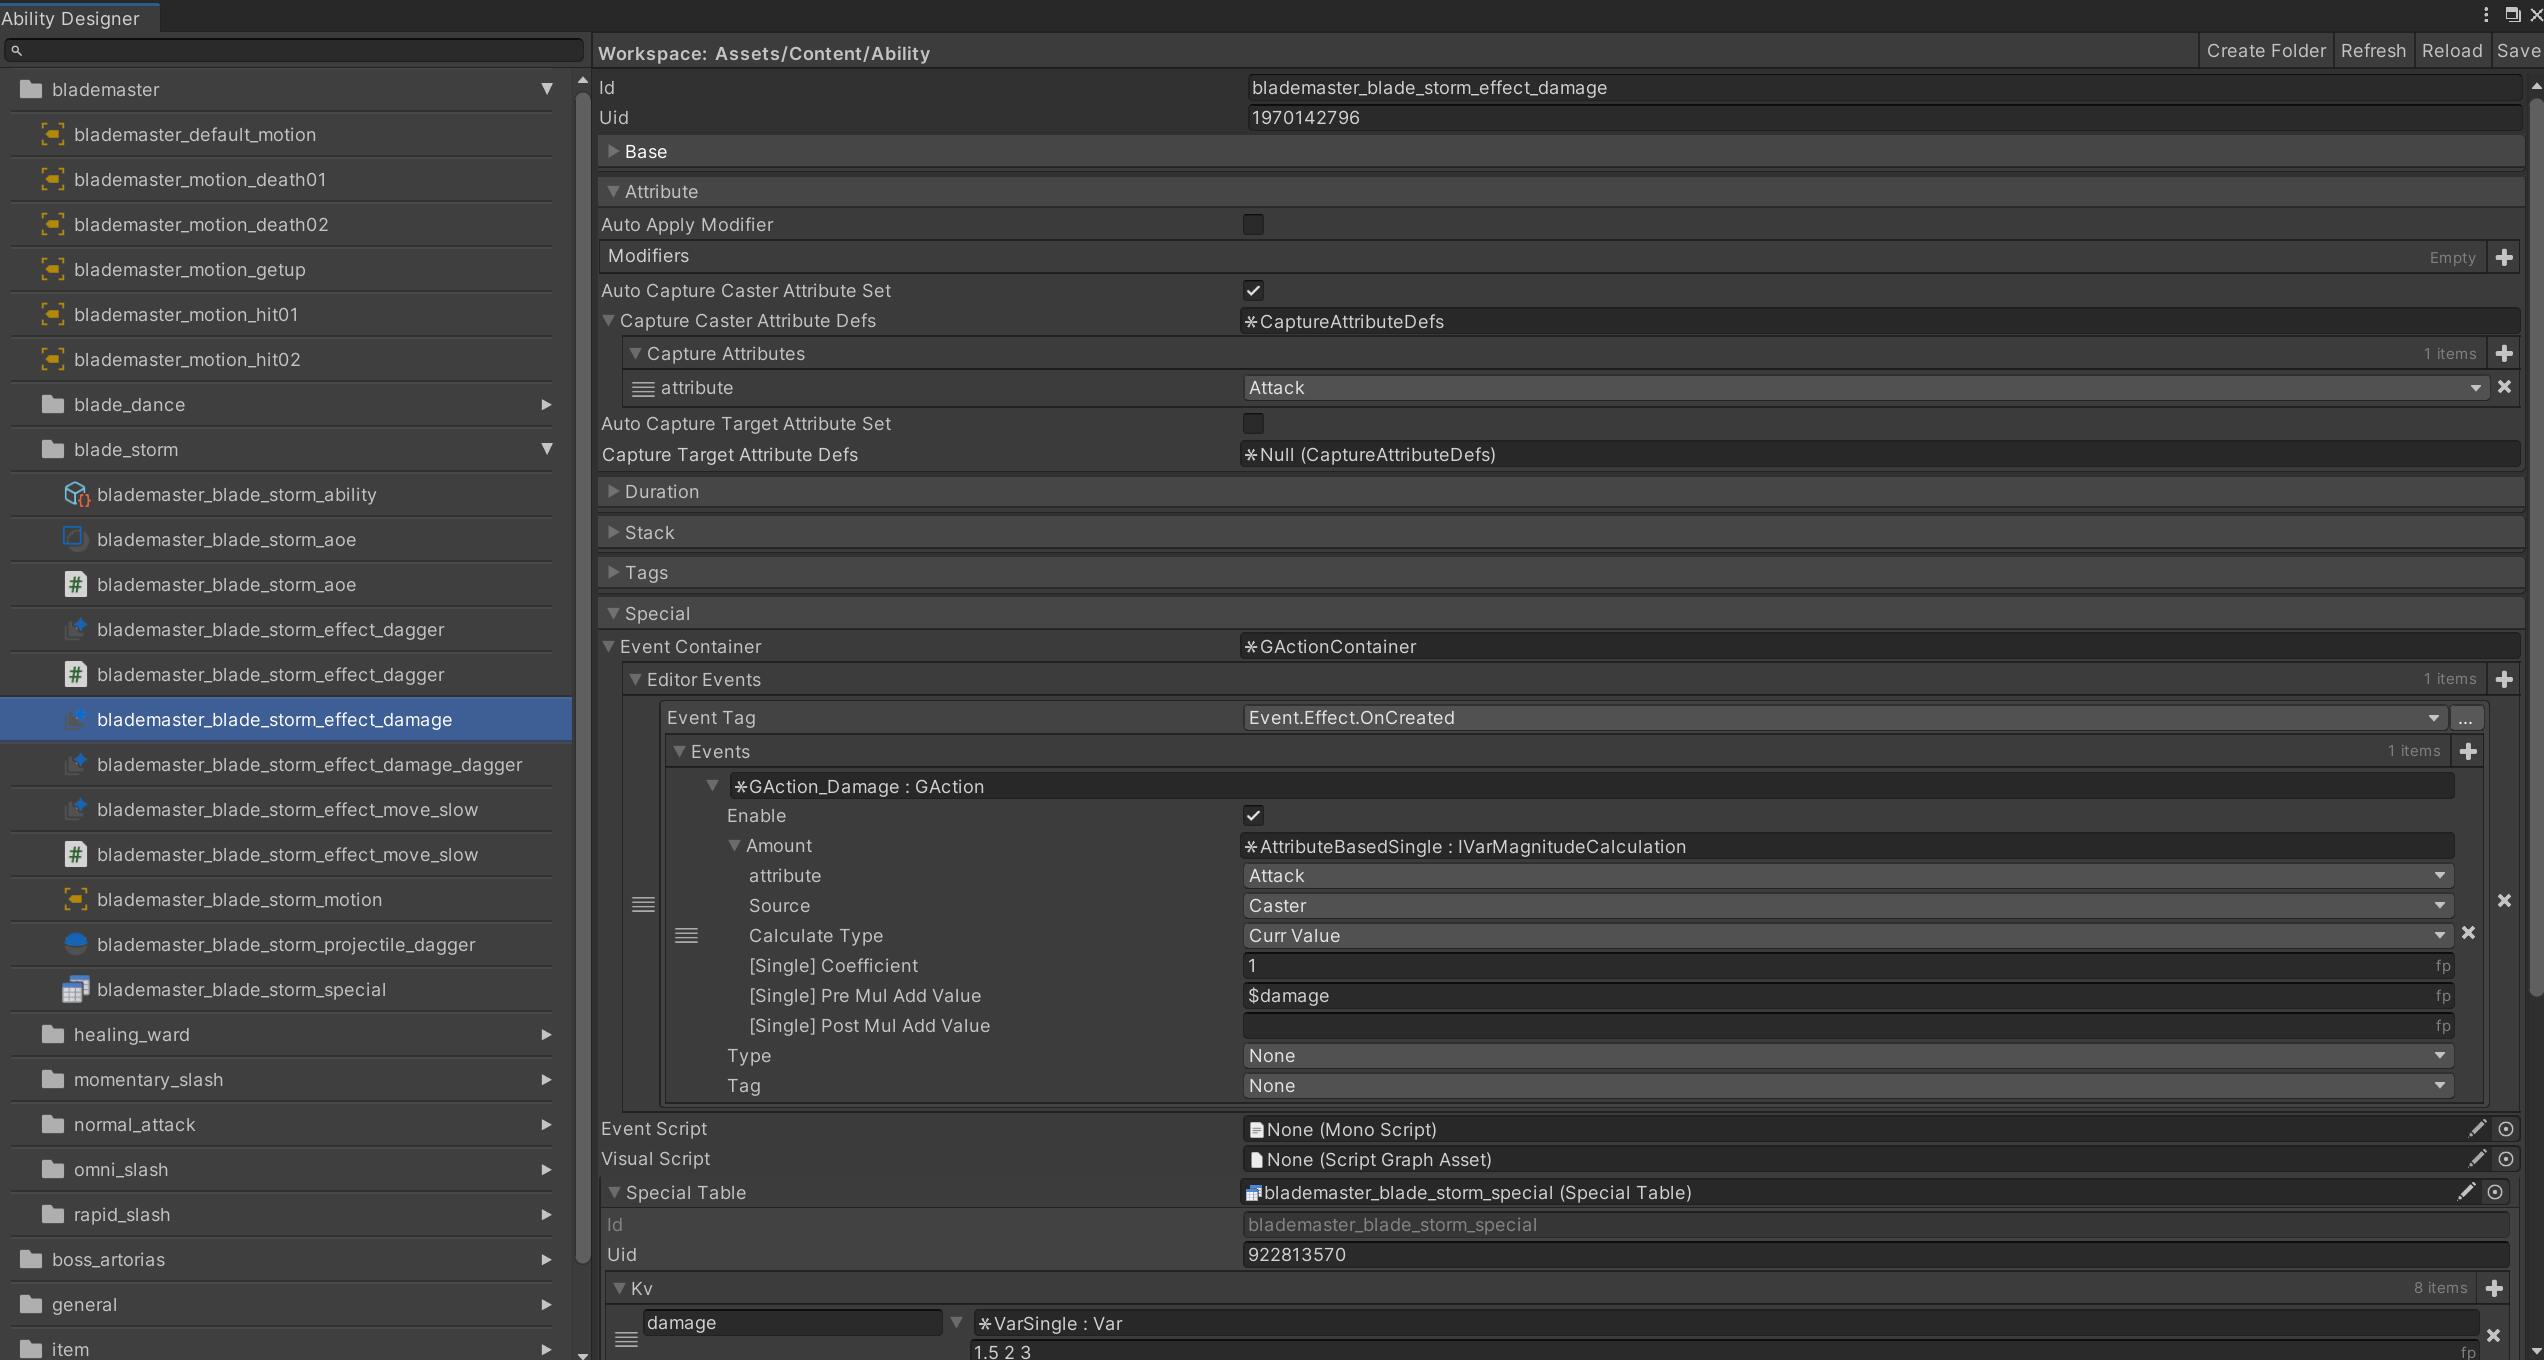 Ability Designer
Workspace: Assets/Content/Ability
Create Folder
Refresh
Reload
Save
blademaster
blademaster_default_motion
blademaster_motion_death01
blademaster_motion_death02
blademaster_motion_getup
blademaster_motion_hit01
blademaster_motion_hit02
blade_dance
blade_storm
blademaster_blade_storm_ability
blademaster_blade_storm_aoe
blademaster_blade_storm_aoe
blademaster_blade_storm_effect_dagger
blademaster_blade_storm_effect_dagger
blademaster_blade_storm_effect_damage
blademaster_blade_storm_effect_damage_dagger
blademaster_blade_storm_effect_move_slow
blademaster_blade_storm_effect_move_slow
blademaster_blade_storm_motion
blademaster_blade_storm_projectile_dagger
blademaster_blade_storm_special
healing_ward
momentary_slash
normal_attack
omni_slash
rapid_slash
boss_artorias
general
item
Id blademaster_blade_storm_effect_damage
Uid 1970142796
Base
Attribute
Auto Apply Modifier
Modifiers Empty
Auto Capture Caster Attribute Set
Capture Caster Attribute Defs *CaptureAttributeDefs
Capture Attributes 1 items
attribute Attack
Auto Capture Target Attribute Set
Capture Target Attribute Defs *Null (CaptureAttributeDefs)
Duration
Stack
Tags
Special
Event Container *GActionContainer
Editor Events 1 items
Event Tag Event.Effect.OnCreated ...
Events 1 items
*GAction_Damage : GAction
Enable
Amount *AttributeBasedSingle : IVarMagnitudeCalculation
attribute Attack
Source Caster
Calculate Type Curr Value
[Single] Coefficient 1 fp
[Single] Pre Mul Add Value $damage fp
[Single] Post Mul Add Value fp
Type None
Tag None
Event Script None (Mono Script)
Visual Script None (Script Graph Asset)
Special Table blademaster_blade_storm_special (Special Table)
Id blademaster_blade_storm_special
Uid 922813570
Kv 8 items
damage *VarSingle : Var
1.5 2 3 fp